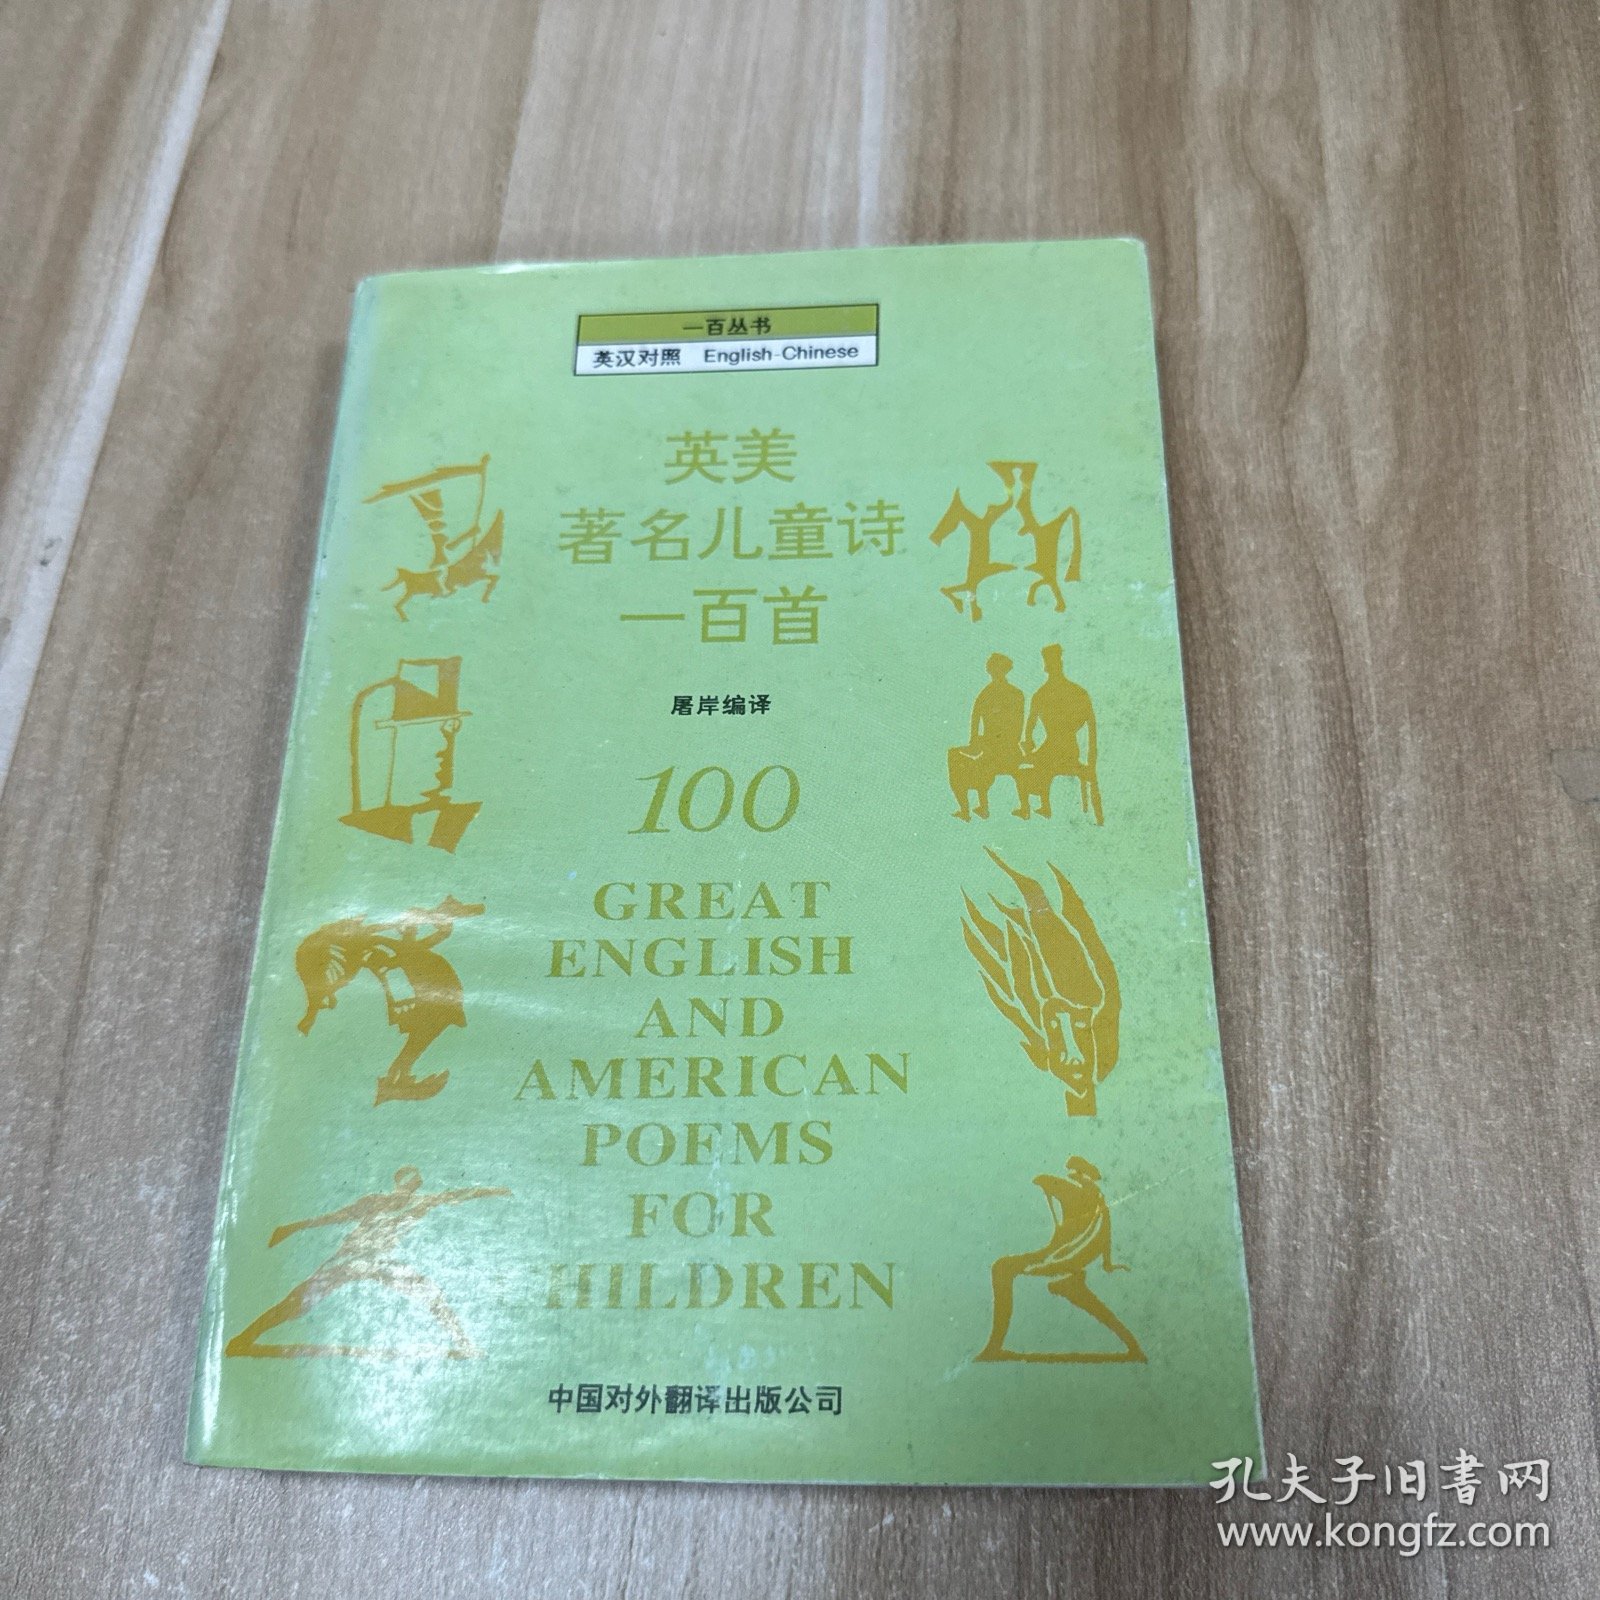 一百丛书
英汉对照 English-Chinese
英美
著名儿童诗
一百首
屠岸编译
100
GREAT
ENGLISH
AND
AMERICAN
POEMS
FOR
HILDREN
中国对外翻译出版公司
孔夫子旧书网
www.kongfz.com